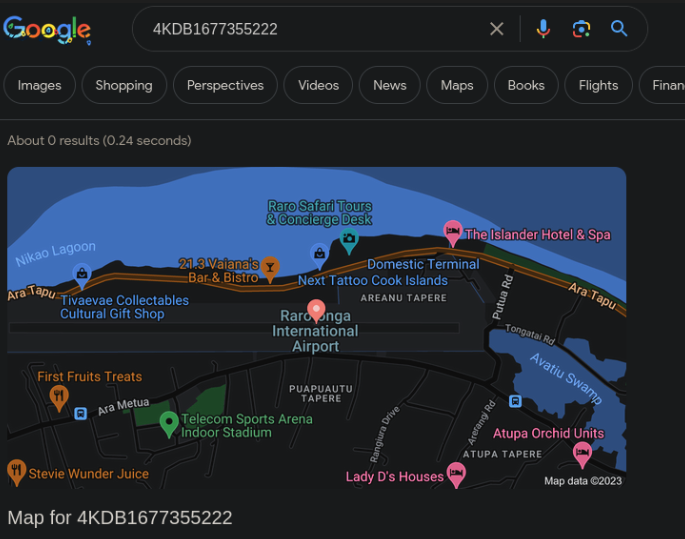 Google
4KDB1677355222
Images
Shopping
Perspectives
Videos
News
Maps
Books
Flights
Finan
About 0 results (0.24 seconds)
Raro Safari Tours
& Concierge Desk
The Islander Hotel & Spa
Nikao Lagoon
21.3 Vaiana's
Bar & Bistro
Domestic Terminal
Next Tattoo Cook Islands
Ara Tapu
Tivaevae Collectables
Cultural Gift Shop
AREANU TAPERE
Putua Rd
Ara Tapu
Rarotonga
International
Airport
Tongatai Rd
Avatiu Swamp
First Fruits Treats
PUAPUAUTU
TAPERE
Ara Metua
Telecom Sports Arena
Indoor Stadium
Rangiura Drive
Arerangi Rd
Atupa Orchid Units
ATUPA TAPERE
Stevie Wunder Juice
Lady D's Houses
Map data ©2023
Map for 4KDB1677355222